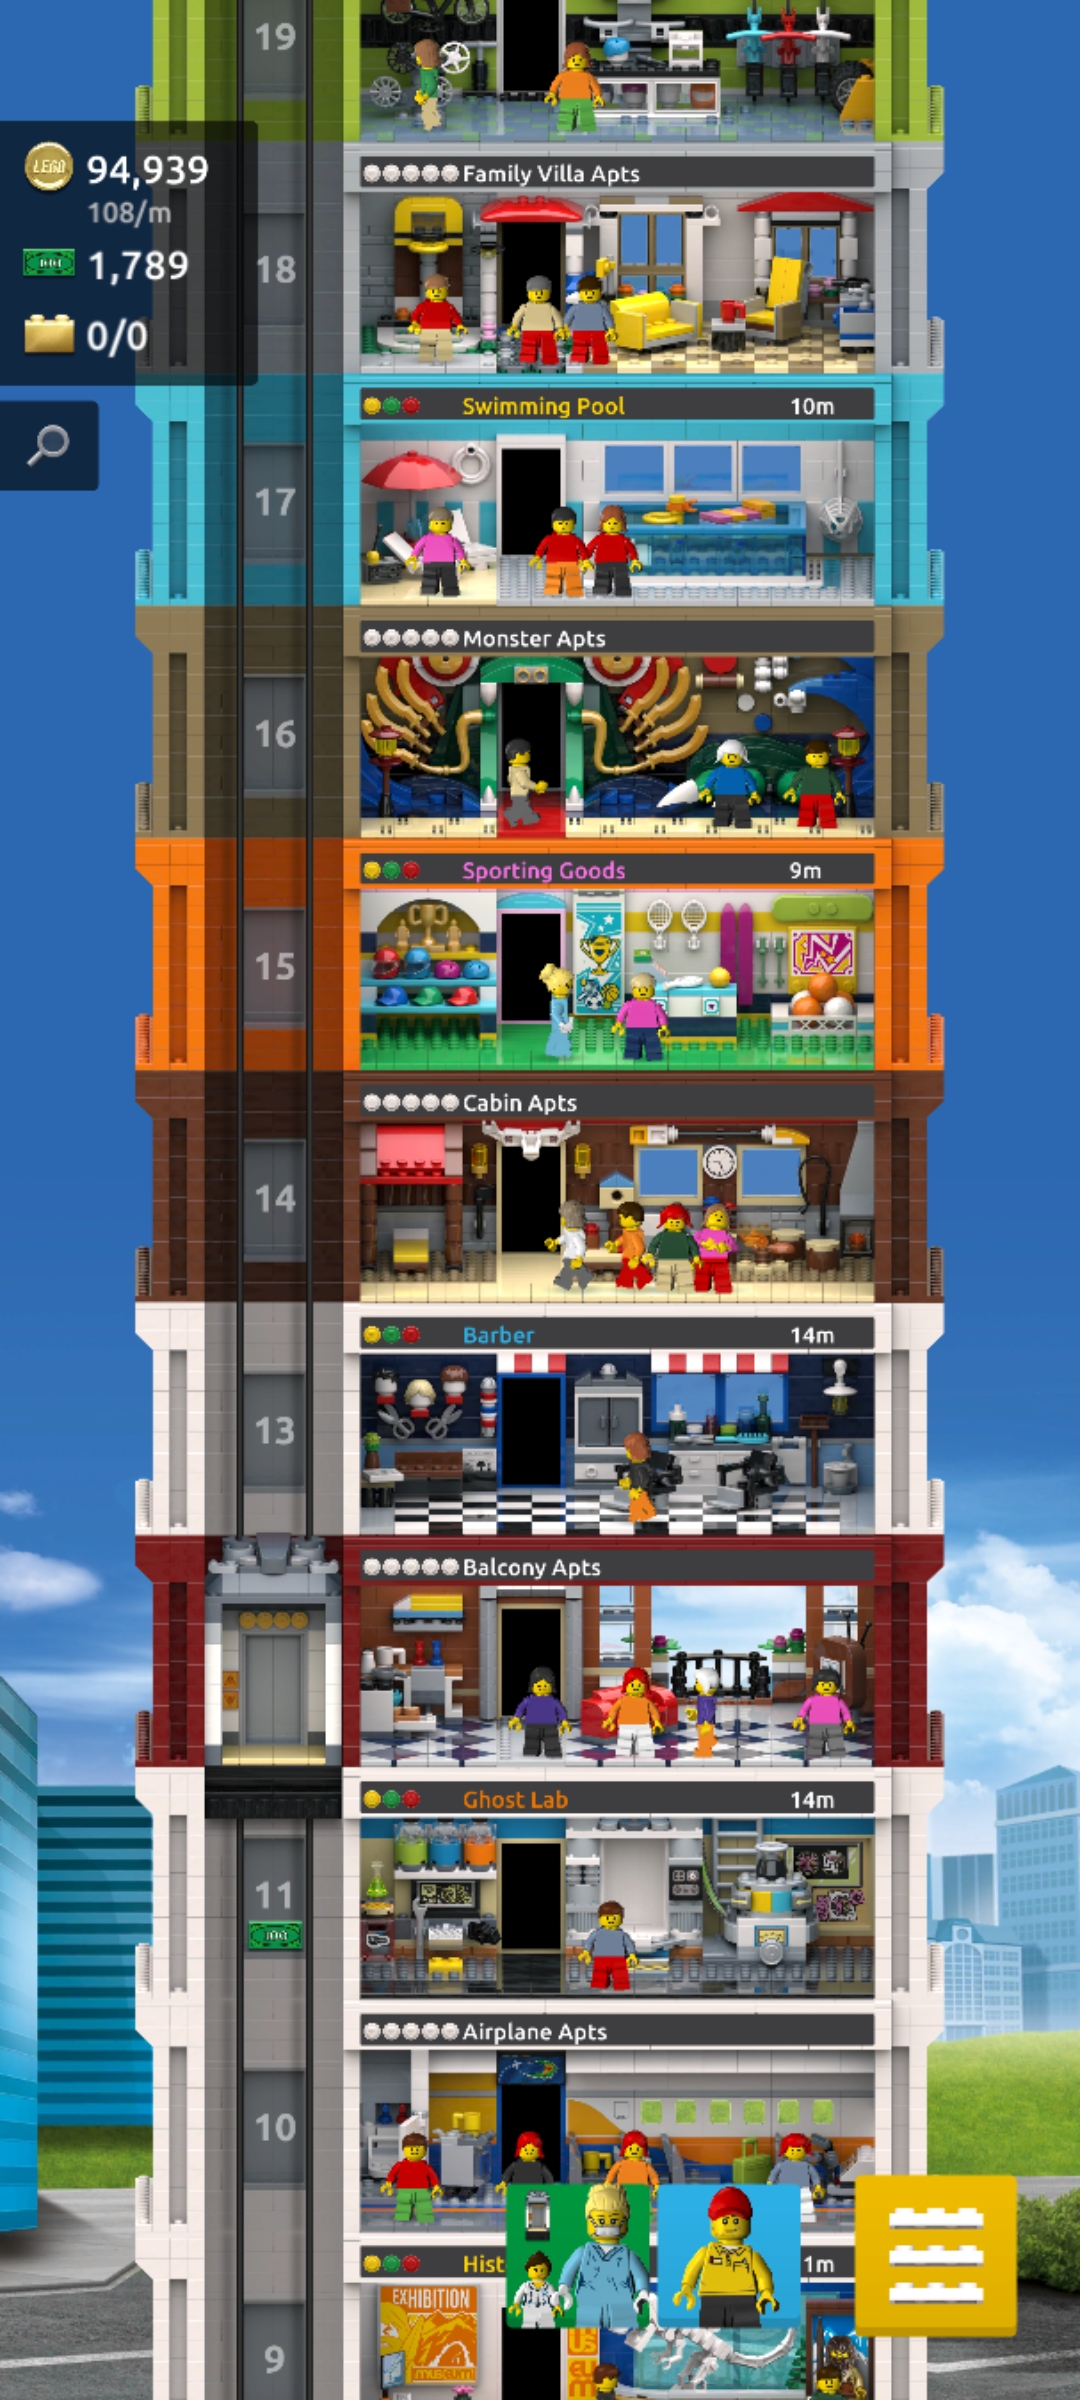 19
LEGO 94,939
108/m
1,789
0/0
Family Villa Apts
18
Swimming Pool 10m
17
Monster Apts
16
Sporting Goods 9m
15
Cabin Apts
14
Barber 14m
13
Balcony Apts
Ghost Lab 14m
11
Airplane Apts
10
Hist 1m
EXHIBITION
museum
9